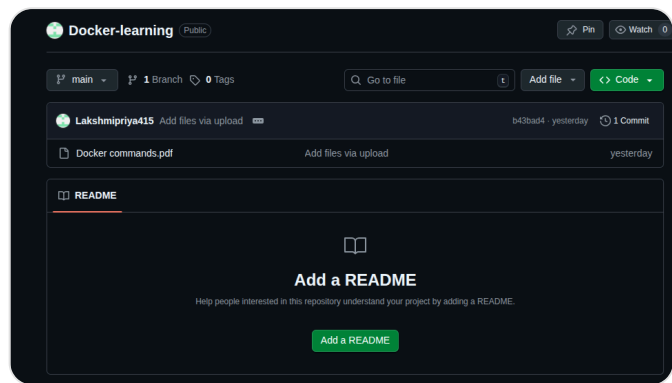 Docker-learning Public Pin Watch 0
main 1 Branch 0 Tags Go to file t Add file Code
Lakshmipriya415 Add files via upload b43bad4 · yesterday 1 Commit
Docker commands.pdf Add files via upload yesterday
README
Add a README
Help people interested in this repository understand your project by adding a README.
Add a README